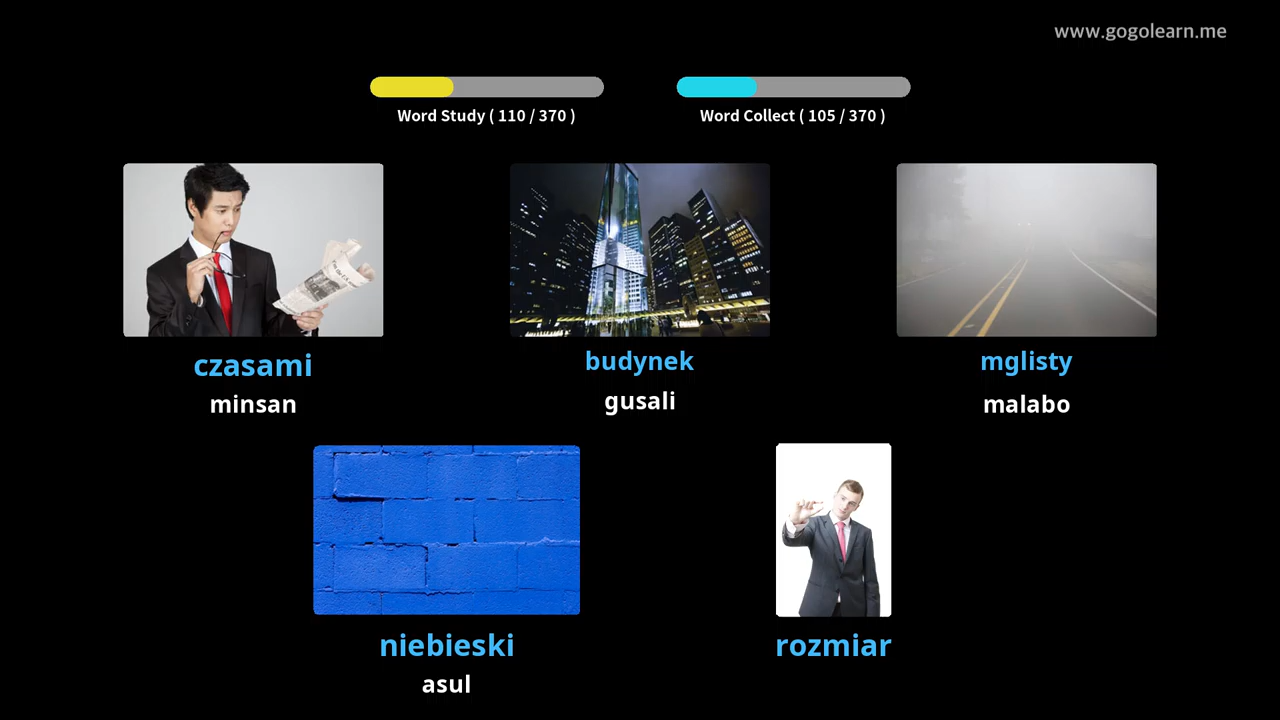 www.gogolearn.me
Word Study ( 110 / 370 )
Word Collect ( 105 / 370 )
czasami
minsan
budynek
gusali
mglisty
malabo
niebieski
asul
rozmiar